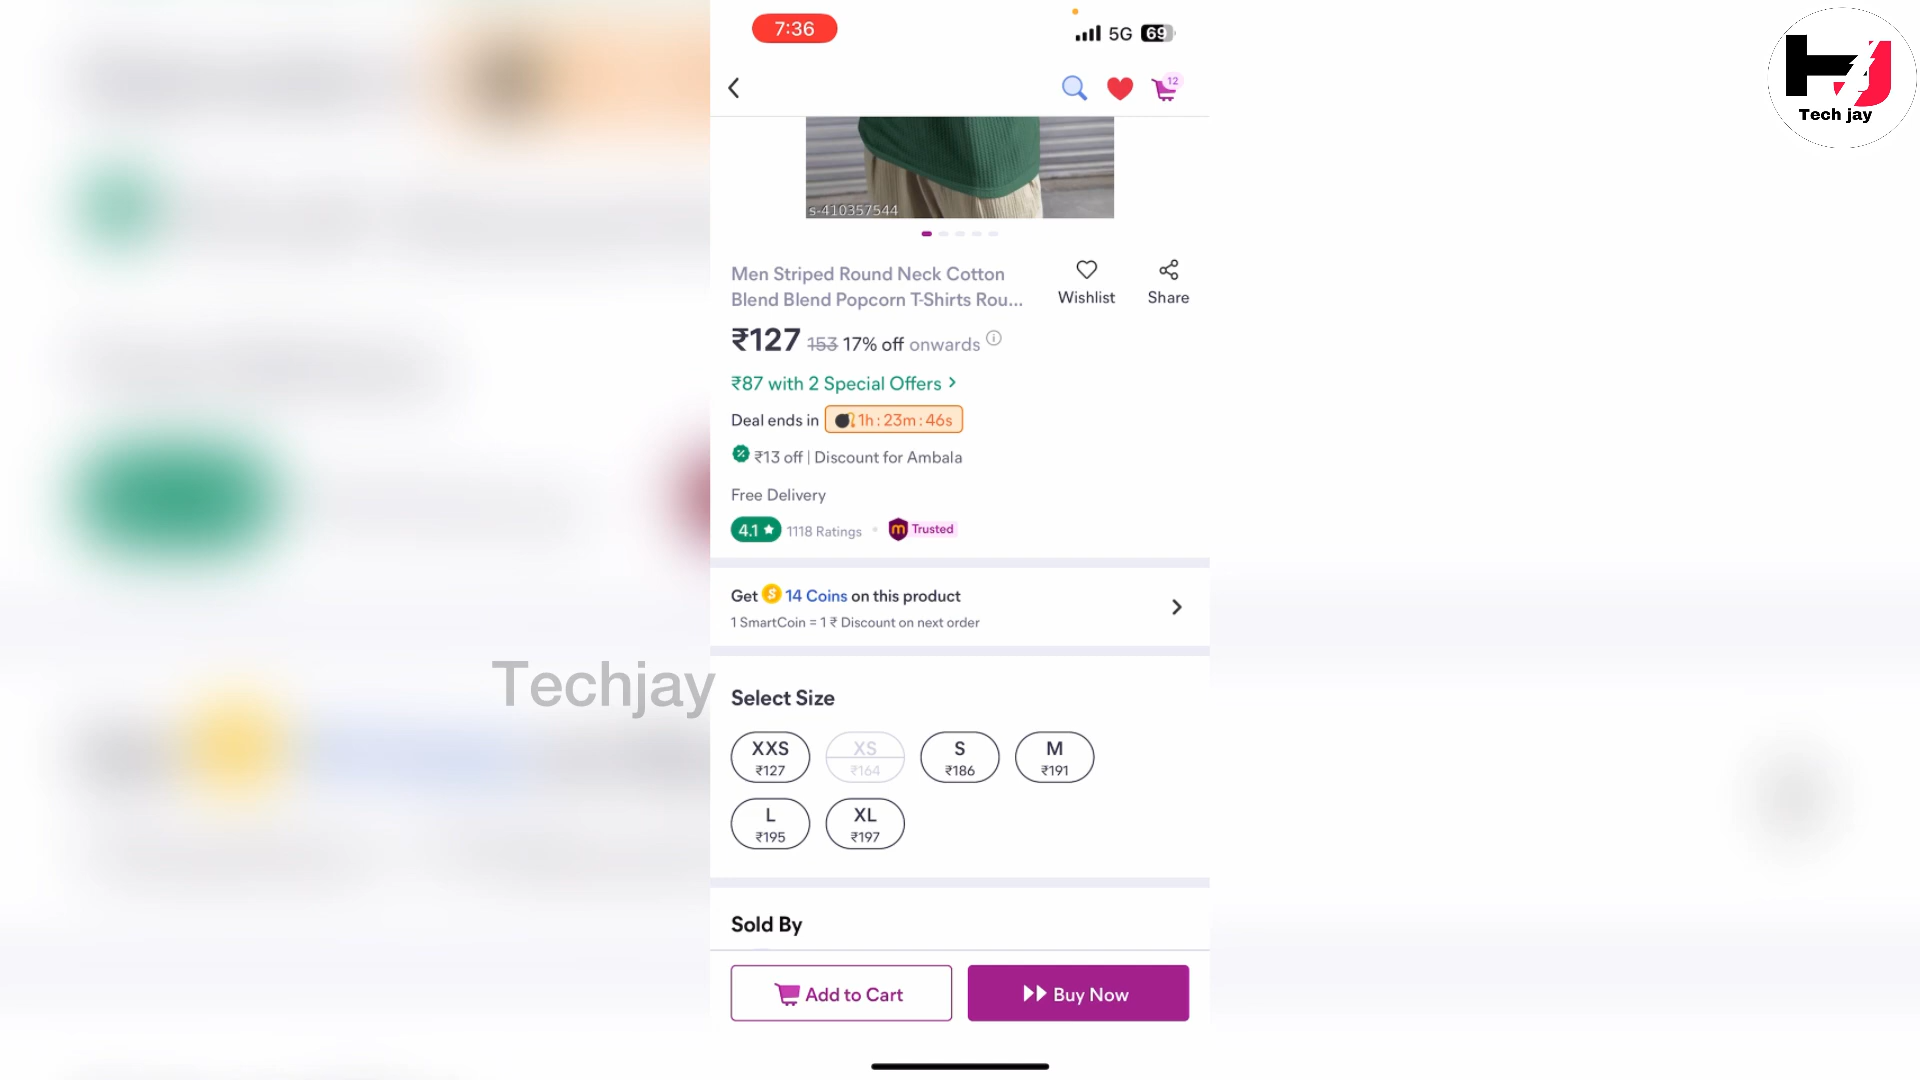 7:36
5G 69
12
Tech jay
s-410357544
Men Striped Round Neck Cotton
Blend Blend Popcorn T-Shirts Rou...
Wishlist
Share
₹127 153 17% off onwards
₹87 with 2 Special Offers
Deal ends in 1h : 23m : 46s
₹13 off | Discount for Ambala
Free Delivery
4.1 1118 Ratings • Trusted
Get 14 Coins on this product
1 SmartCoin = 1 ₹ Discount on next order
Techjay
Select Size
XXS XS S M
₹127 ₹164 ₹186 ₹191
L XL
₹195 ₹197
Sold By
Add to Cart
Buy Now